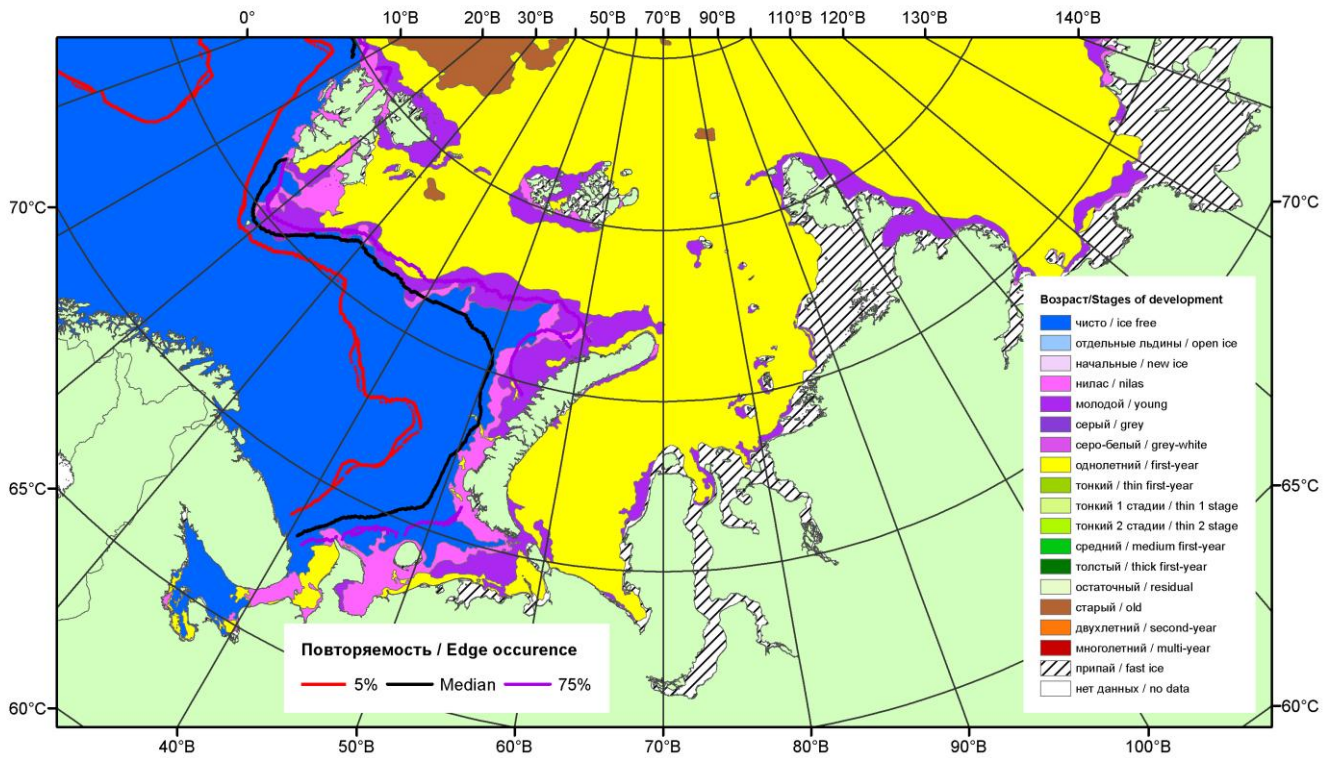 0° 10°В 20°В 30°В 50°В 70°В 90°В 110°В 120°В 130°В 140°В
70°С 70°С
65°С 65°С
60°С 60°С
Возраст/Stages of development
чисто / ice free
отдельные льдины / open ice
начальные / new ice
нилас / nilas
молодой / young
серый / grey
серо-белый / grey-white
однолетний / first-year
тонкий / thin first-year
тонкий 1 стадии / thin 1 stage
тонкий 2 стадии / thin 2 stage
средний / medium first-year
толстый / thick first-year
остаточный / residual
старый / old
двухлетний / second-year
многолетний / multi-year
припай / fast ice
нет данных / no data
Повторяемость / Edge occurence
5% Median 75%
40°В 50°В 60°В 70°В 80°В 90°В 100°В